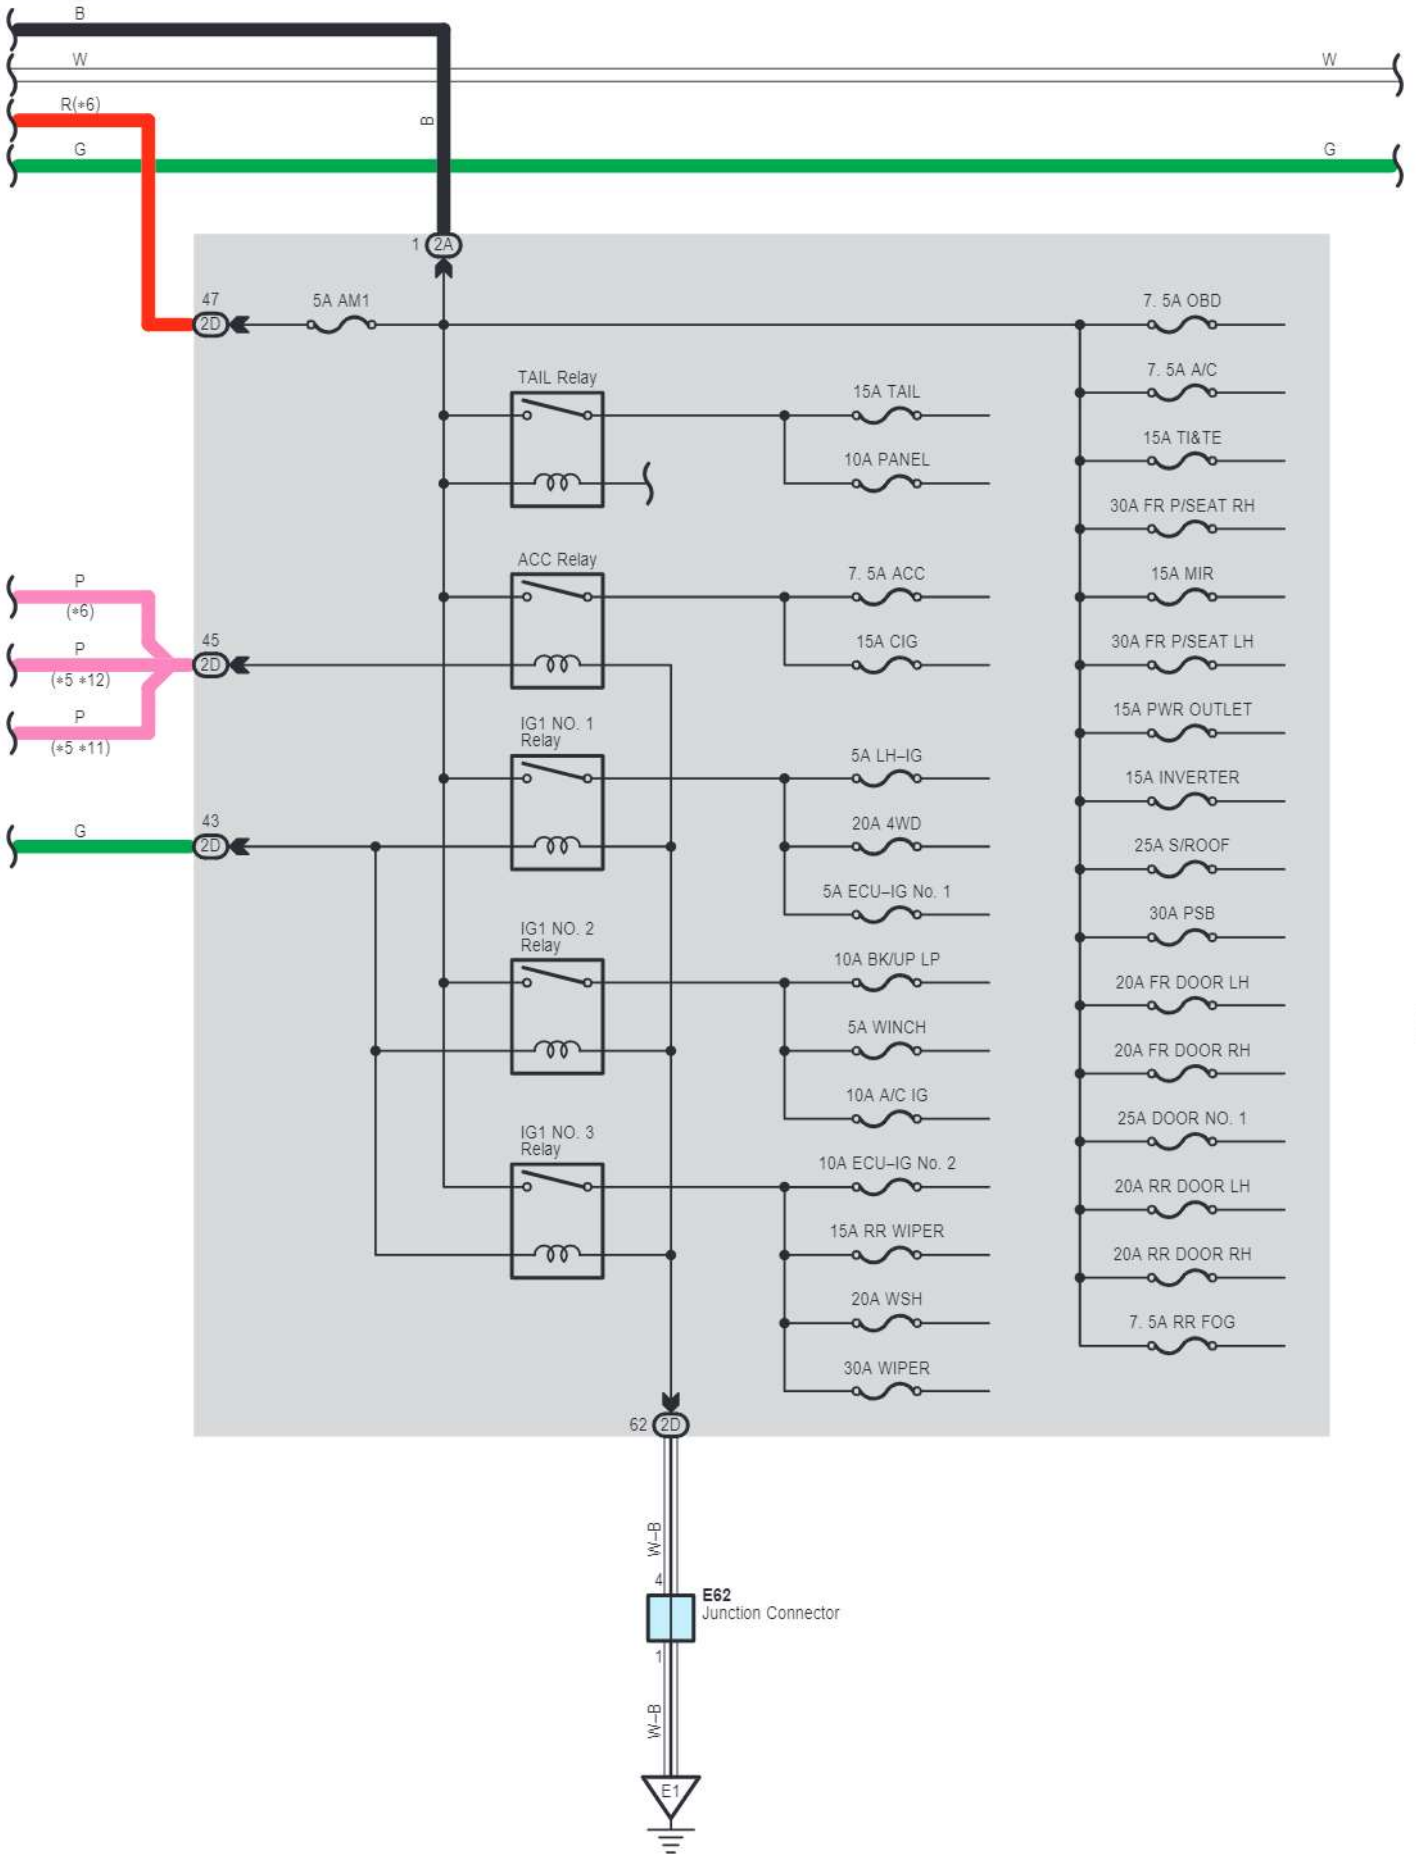 B
W
W
R(*6)
B
G
G
1 2A
47
5A AM1
7. 5A OBD
2D
TAIL Relay
15A TAIL
7. 5A A/C
10A PANEL
15A TI&TE
30A FR P/SEAT RH
ACC Relay
7. 5A ACC
15A MIR
P
(*6)
45
15A CIG
30A FR P/SEAT LH
P
2D
(*5 *12)
P
(*5 *11)
IG1 NO. 1
Relay
15A PWR OUTLET
5A LH–IG
15A INVERTER
G
43
20A 4WD
25A S/ROOF
2D
5A ECU–IG No. 1
30A PSB
IG1 NO. 2
Relay
10A BK/UP LP
20A FR DOOR LH
5A WINCH
20A FR DOOR RH
10A A/C IG
25A DOOR NO. 1
IG1 NO. 3
Relay
10A ECU–IG No. 2
20A RR DOOR LH
15A RR WIPER
20A RR DOOR RH
20A WSH
7. 5A RR FOG
30A WIPER
62 2D
W–B
4
E62
Junction Connector
1
W–B
E1